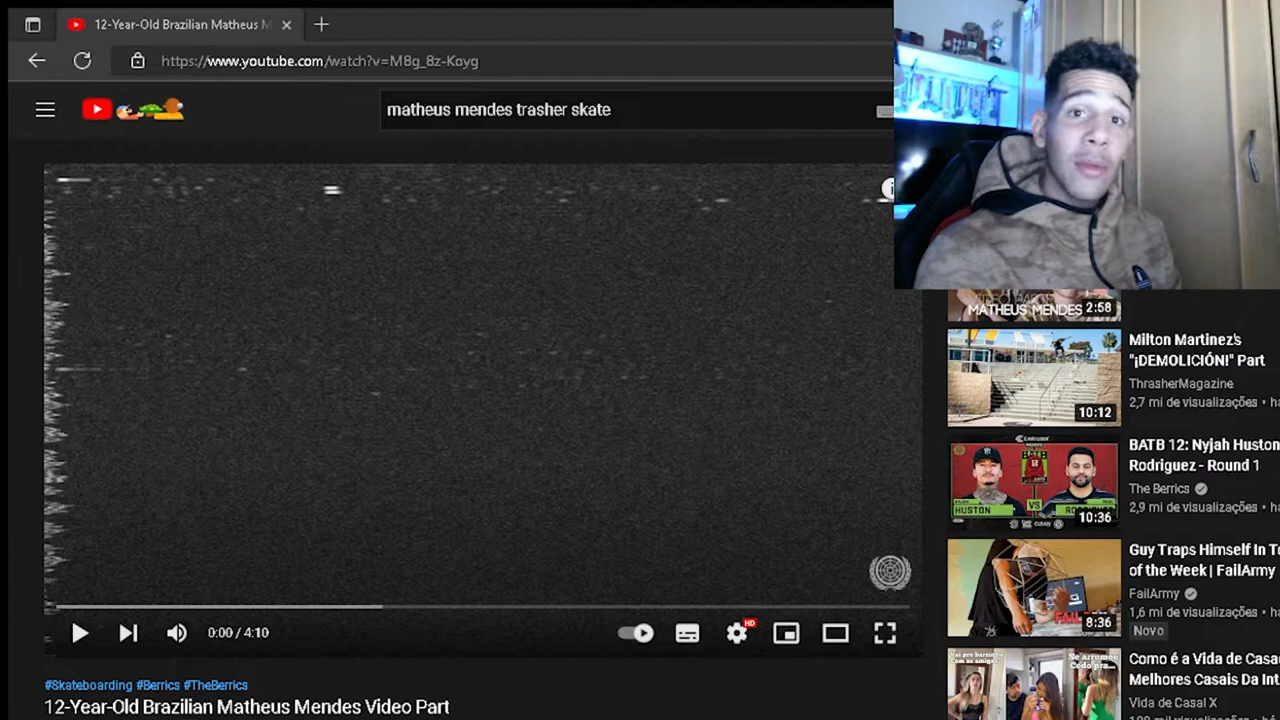 12-Year-Old Brazilian Matheus M
https://www.youtube.com/watch?v=M8g_8z-Koyg
matheus mendes trasher skate
MATHEUS MENDES 2:58
Milton Martinez's
"¡DEMOLICIÓN!" Part
ThrasherMagazine
2,7 mi de visualizações • há
10:12
BATB 12: Nyjah Huston
Rodriguez - Round 1
The Berrics
2,9 mi de visualizações • há
HUSTON
VS
10:36
Guy Traps Himself In T
of the Week | FailArmy
FailArmy
1,6 mi de visualizações •
Novo
8:36
0:00 / 4:10
HD
#Skateboarding #Berrics #TheBerrics
12-Year-Old Brazilian Matheus Mendes Video Part
Como é a Vida de Casa
Melhores Casais Da Int
Vida de Casal X